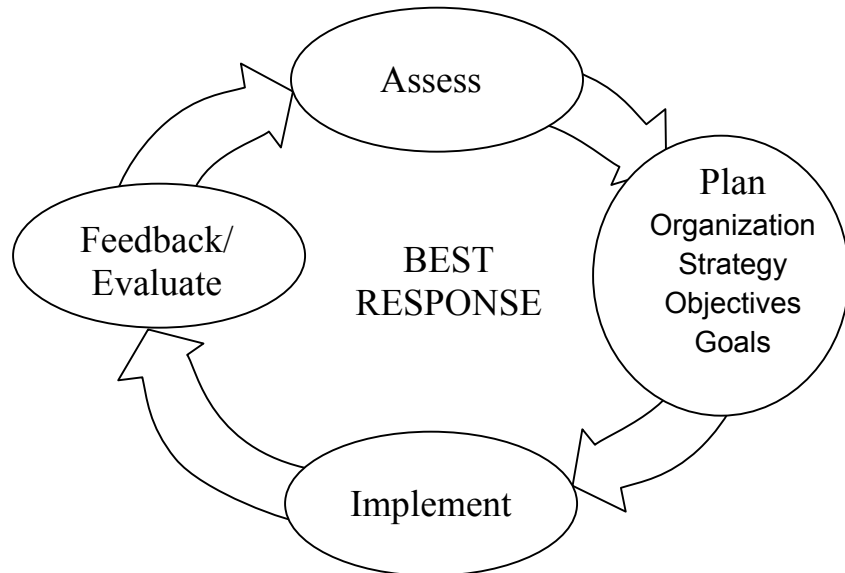 Assess
Plan
Organization
Strategy
Objectives
Goals
Feedback/
Evaluate
BEST
RESPONSE
Implement